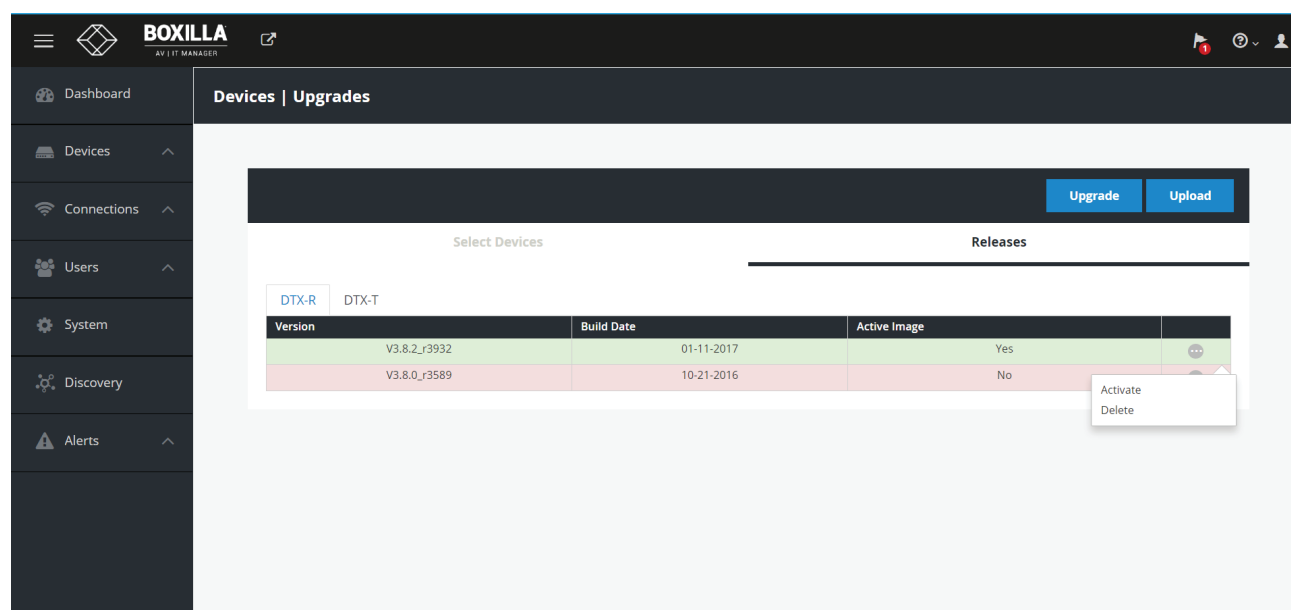 BOXILLA
AV | IT MANAGER
1
Dashboard
Devices | Upgrades
Devices
Connections
Users
System
Discovery
Alerts
Upgrade Upload
Select Devices Releases
DTX-R DTX-T
Version Build Date Active Image
V3.8.2_r3932 01-11-2017 Yes
V3.8.0_r3589 10-21-2016 No
Activate
Delete